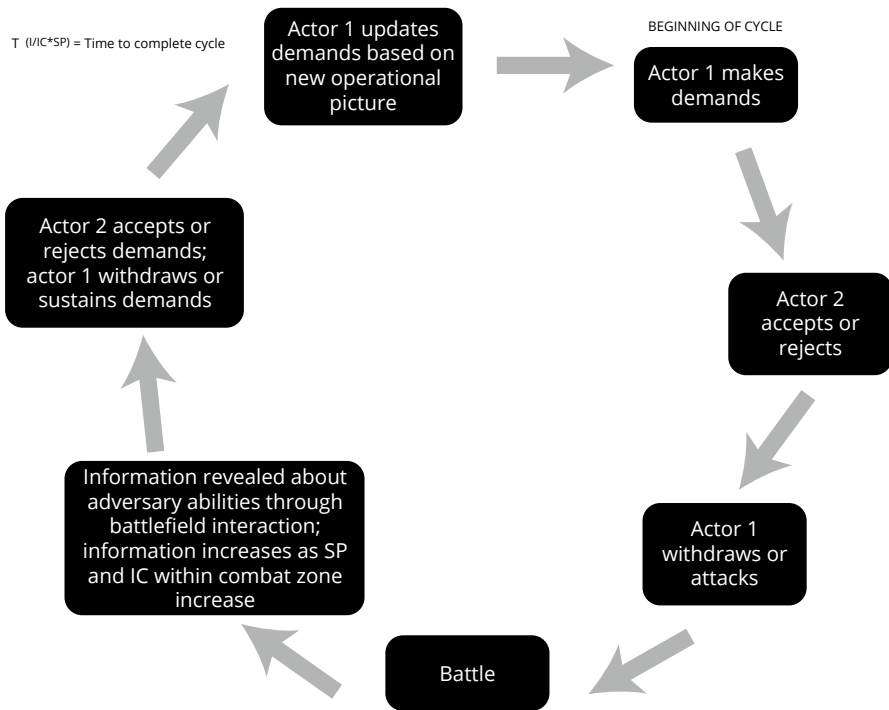 T (I/IC*SP) = Time to complete cycle
BEGINNING OF CYCLE
Actor 1 makes
demands
Actor 2
accepts or
rejects
Actor 1
withdraws or
attacks
Battle
Information revealed about
adversary abilities through
battlefield interaction;
information increases as SP
and IC within combat zone
increase
Actor 2 accepts or
rejects demands;
actor 1 withdraws or
sustains demands
Actor 1 updates
demands based on
new operational
picture